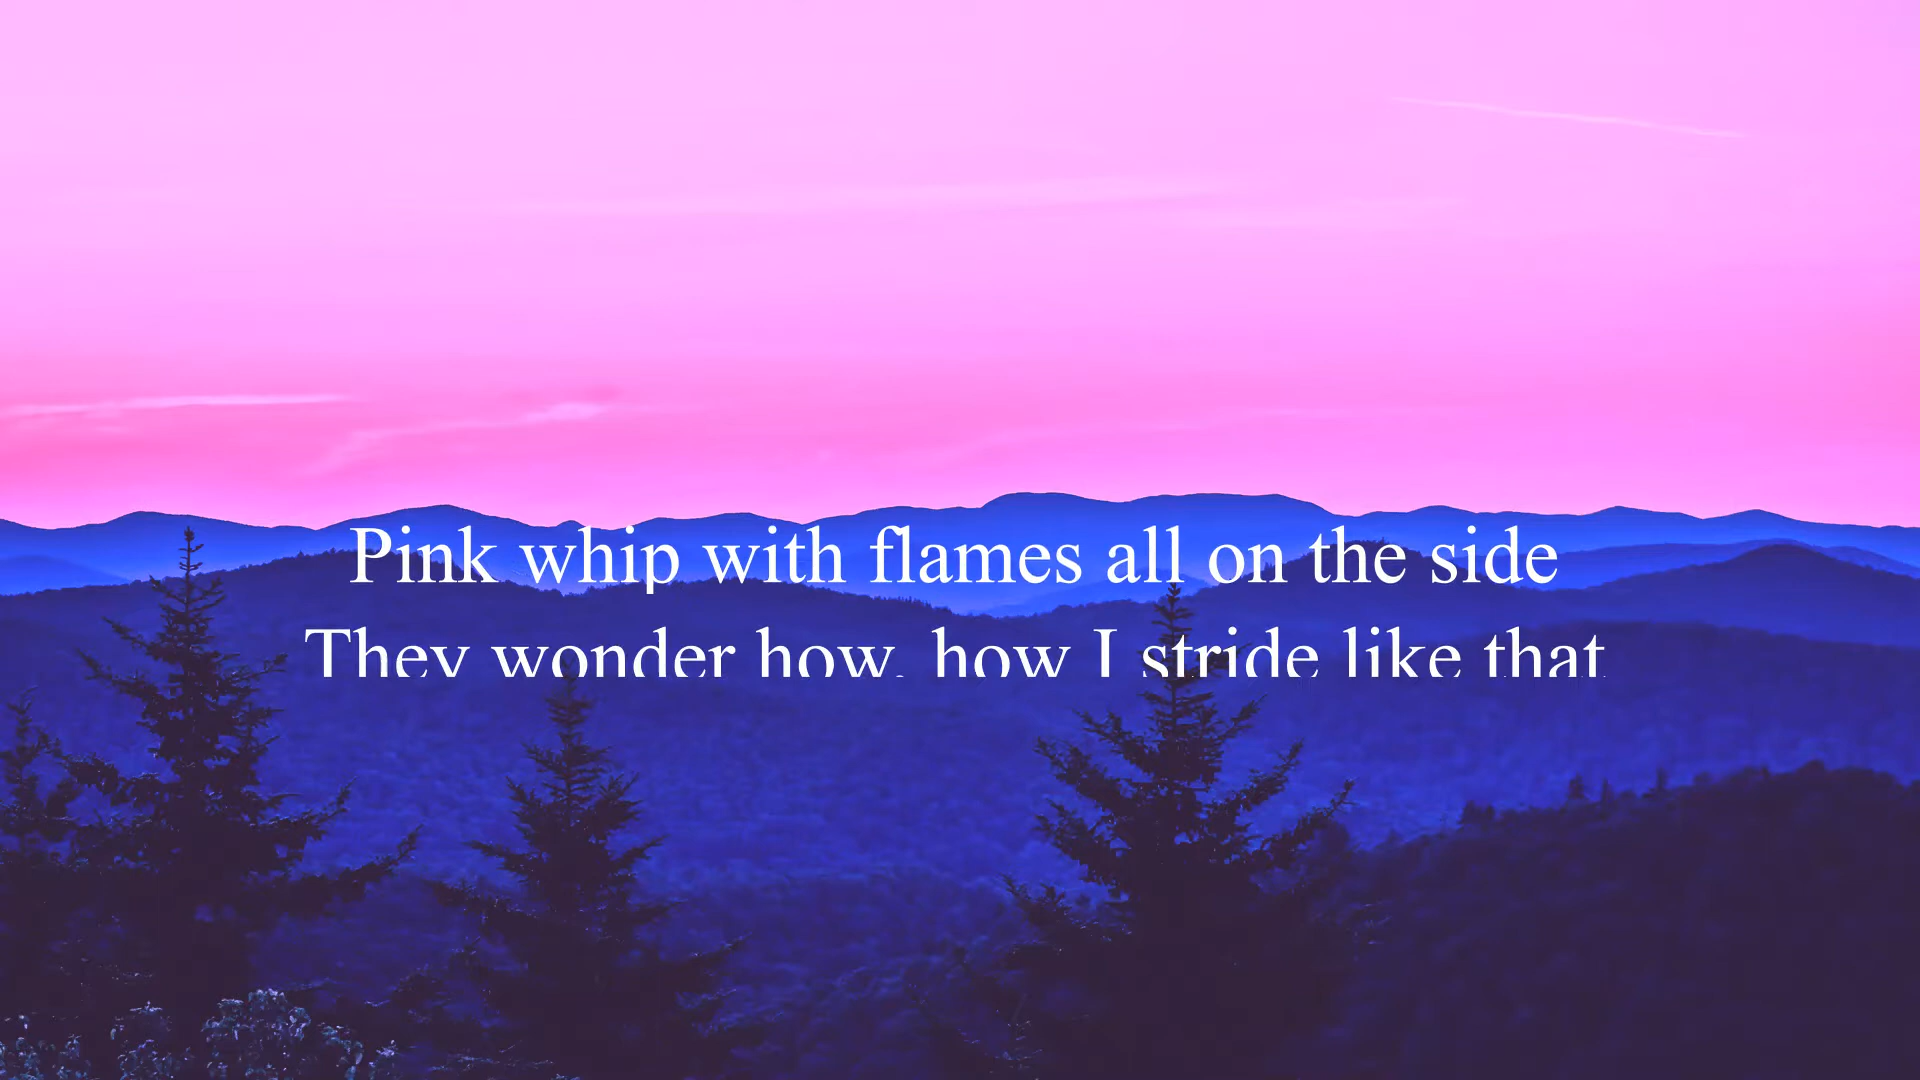 Pink whip with flames all on the side
They wonder how, how I stride like that